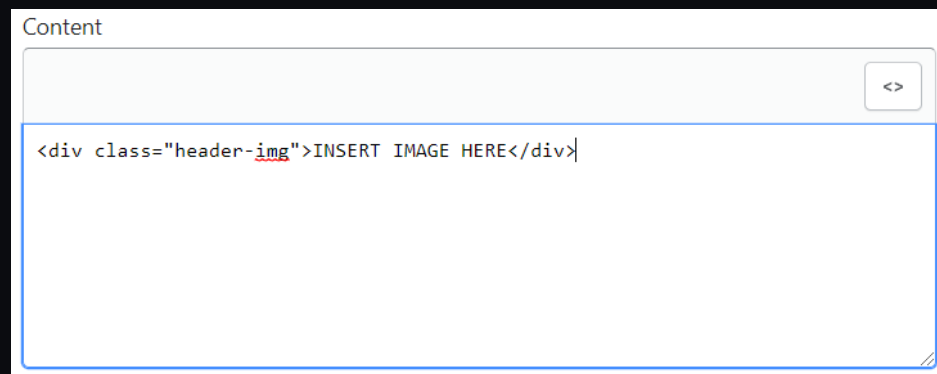 Content
<>
<div class="header-img">INSERT IMAGE HERE</div>